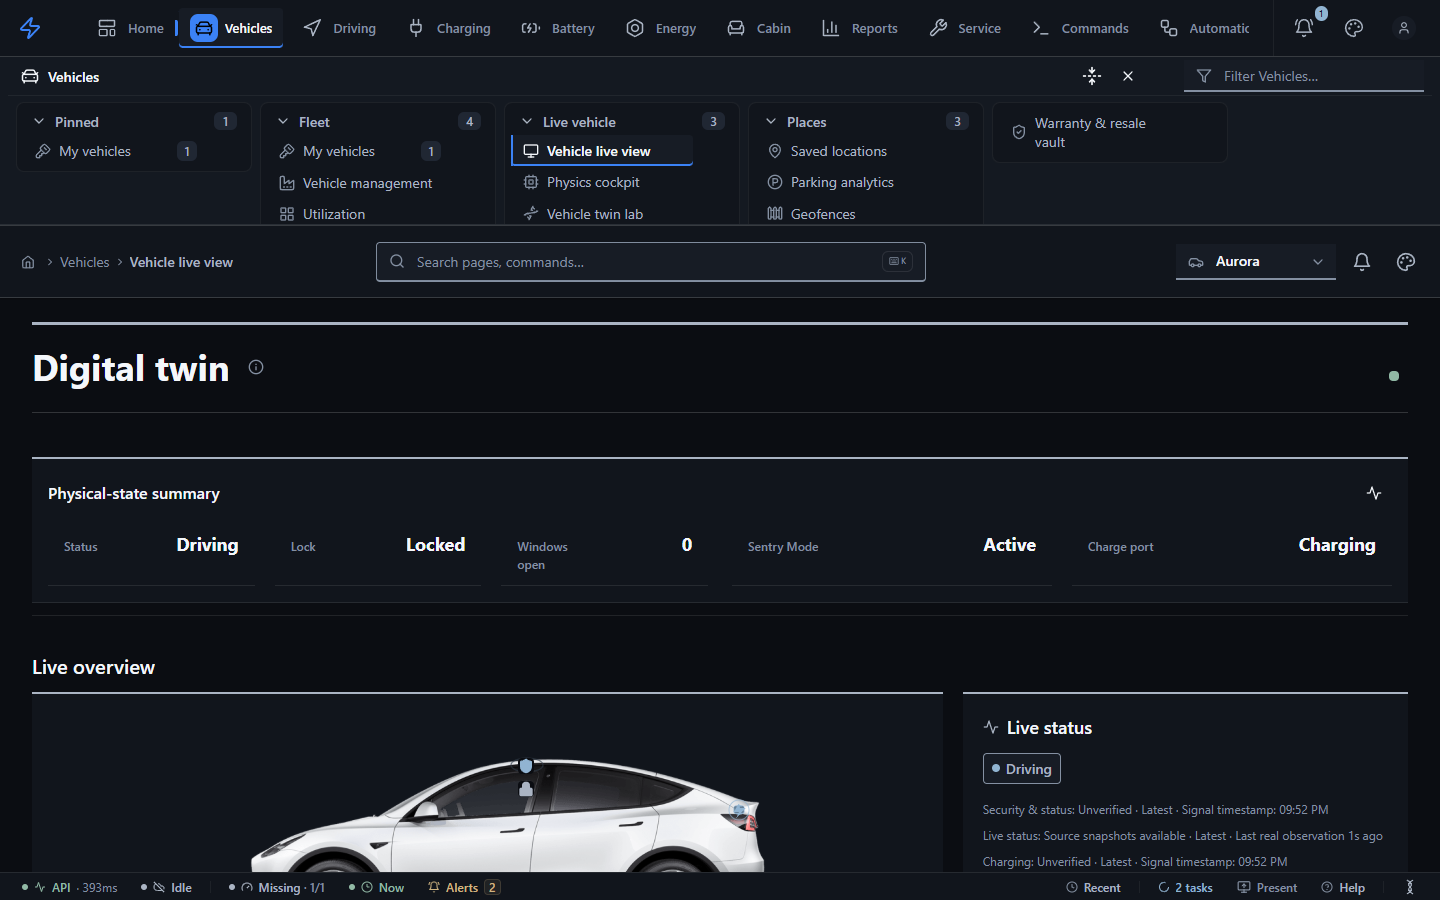 Home
Vehicles
Driving
Charging
Battery
Energy
Cabin
Reports
Service
Commands
Automatic
1
Vehicles
Filter Vehicles...
Pinned 1
My vehicles 1
Fleet 4
My vehicles 1
Vehicle management
Utilization
Live vehicle 3
Vehicle live view
Physics cockpit
Vehicle twin lab
Places 3
Saved locations
Parking analytics
Geofences
Warranty & resale
vault
Vehicles
Vehicle live view
Search pages, commands...
K
Aurora
Digital twin
Physical-state summary
Status Driving
Lock Locked
Windows
open
0
Sentry Mode Active
Charge port Charging
Live overview
Live status
Driving
Security & status: Unverified · Latest · Signal timestamp: 09:52 PM
Live status: Source snapshots available · Latest · Last real observation 1s ago
Charging: Unverified · Latest · Signal timestamp: 09:52 PM
API · 393ms
Idle
Missing · 1/1
Now
Alerts 2
Recent
2 tasks
Present
Help